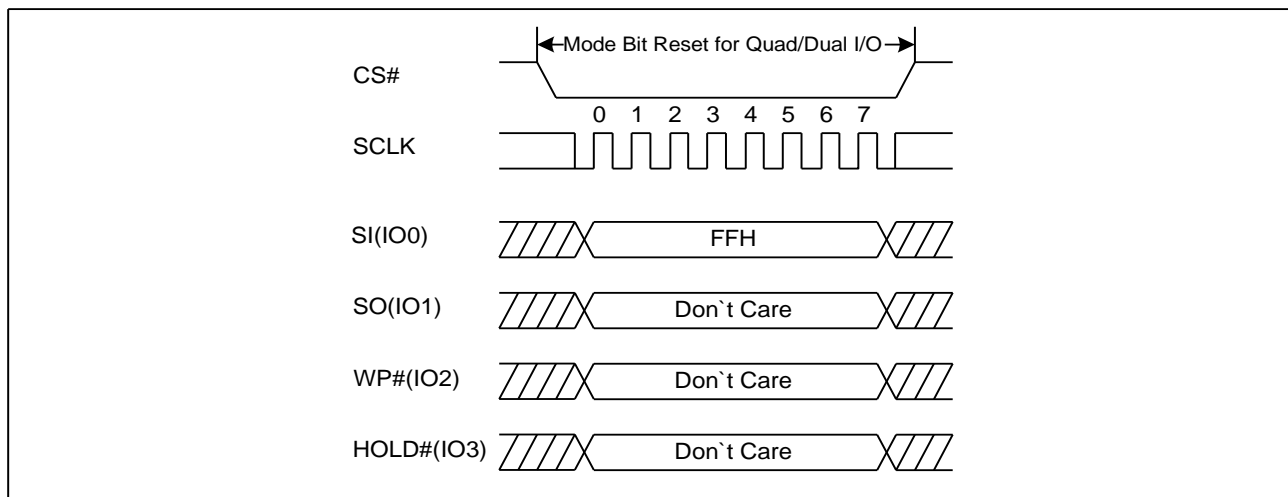 Mode Bit Reset for Quad/Dual I/O
CS#
0 1 2 3 4 5 6 7
SCLK
SI(IO0) FFH
SO(IO1) Don`t Care
WP#(IO2) Don`t Care
HOLD#(IO3) Don`t Care